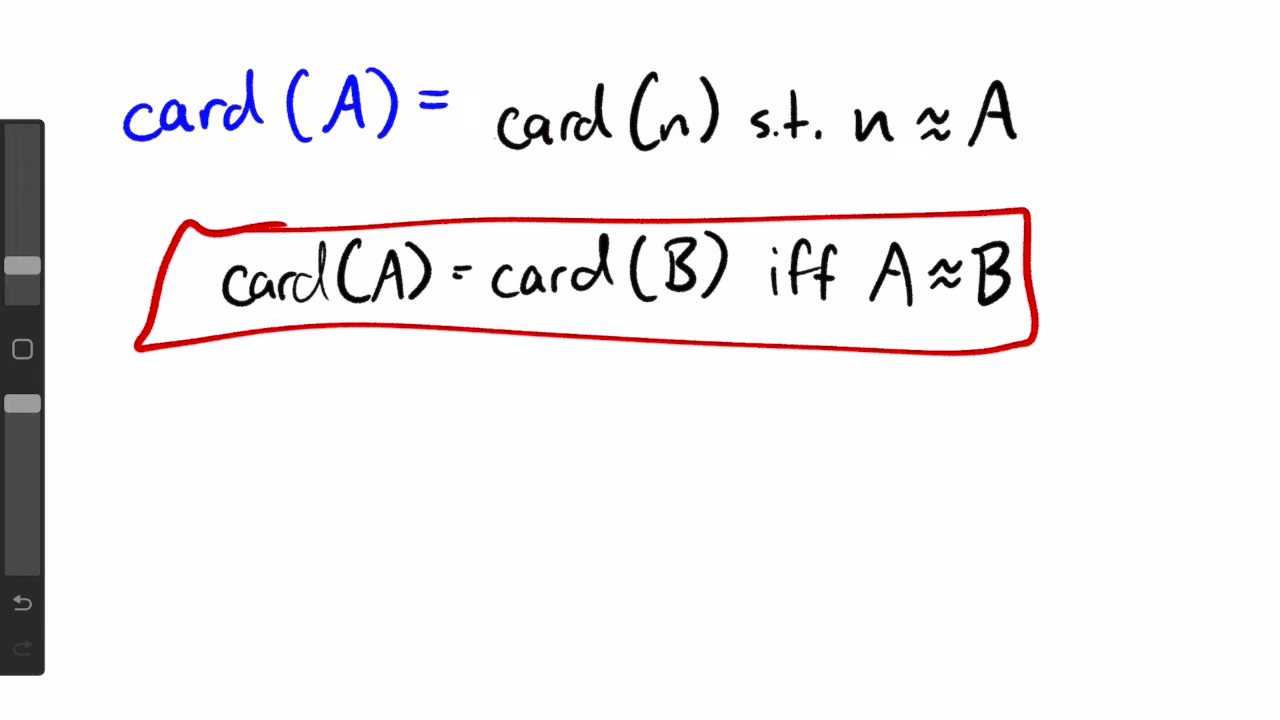 card(A) = card(n) s.t. n ≈ A
card(A) = card(B) iff A ≈ B